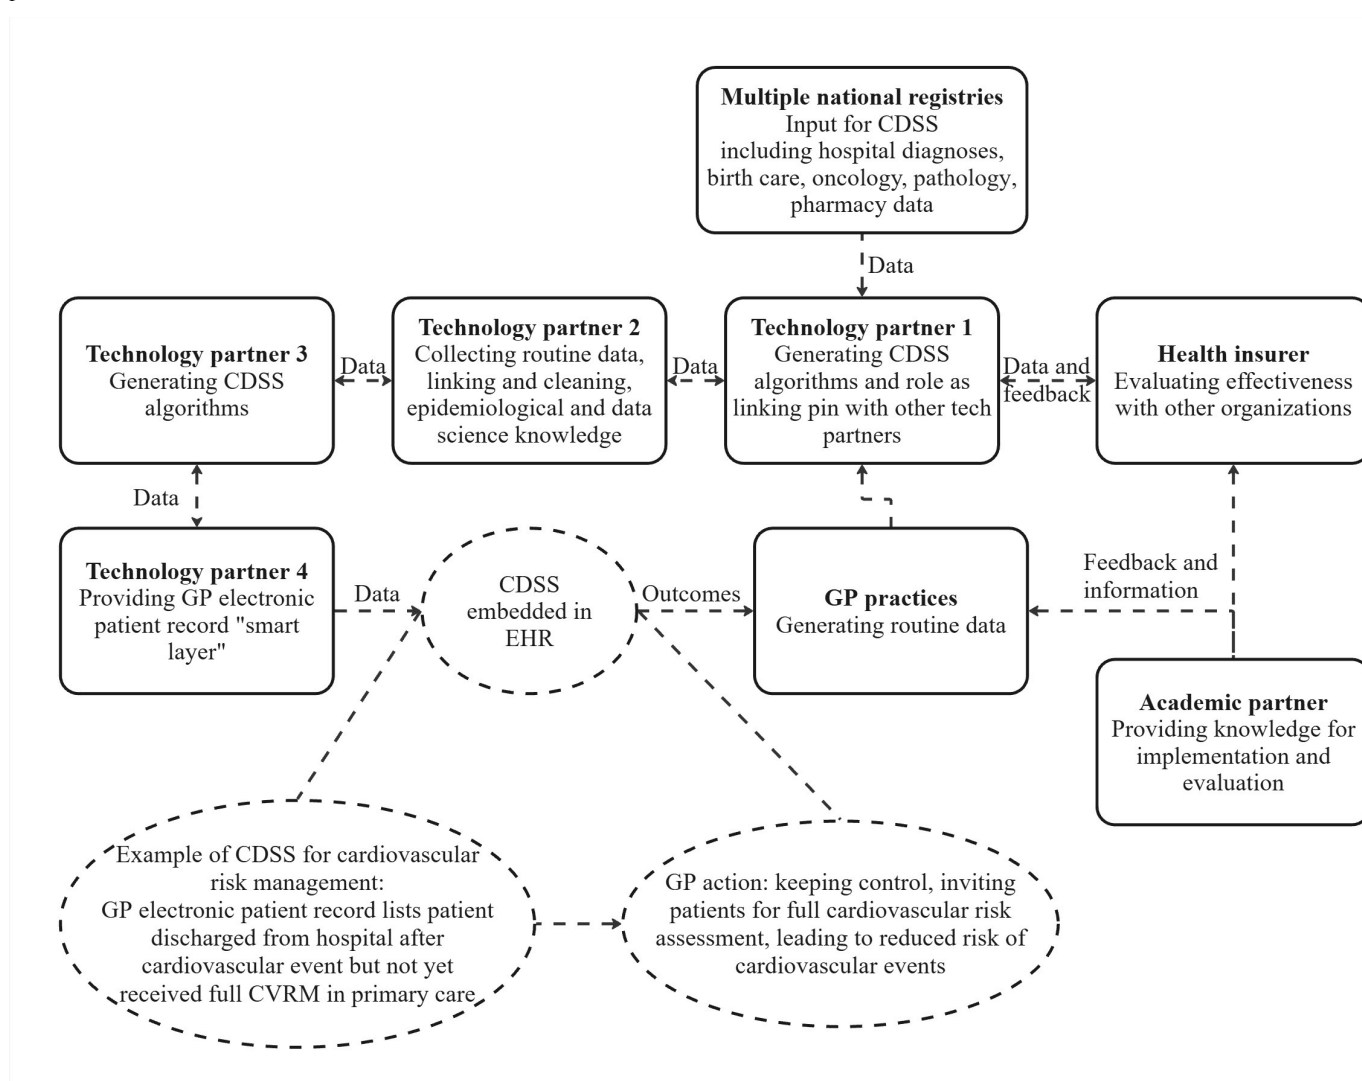 Multiple national registries
Input for CDSS
including hospital diagnoses,
birth care, oncology, pathology,
pharmacy data
Data
Technology partner 3
Generating CDSS
algorithms
Data
Technology partner 2
Collecting routine data,
linking and cleaning,
epidemiological and data
science knowledge
Data
Technology partner 1
Generating CDSS
algorithms and role as
linking pin with other tech
partners
Data and
feedback
Health insurer
Evaluating effectiveness
with other organizations
Data
Technology partner 4
Providing GP electronic
patient record "smart
layer"
Data
CDSS
embedded in
EHR
Outcomes
GP practices
Generating routine data
Feedback and
information
Academic partner
Providing knowledge for
implementation and
evaluation
Example of CDSS for cardiovascular
risk management:
GP electronic patient record lists patient
discharged from hospital after
cardiovascular event but not yet
received full CVRM in primary care
GP action: keeping control, inviting
patients for full cardiovascular risk
assessment, leading to reduced risk of
cardiovascular events